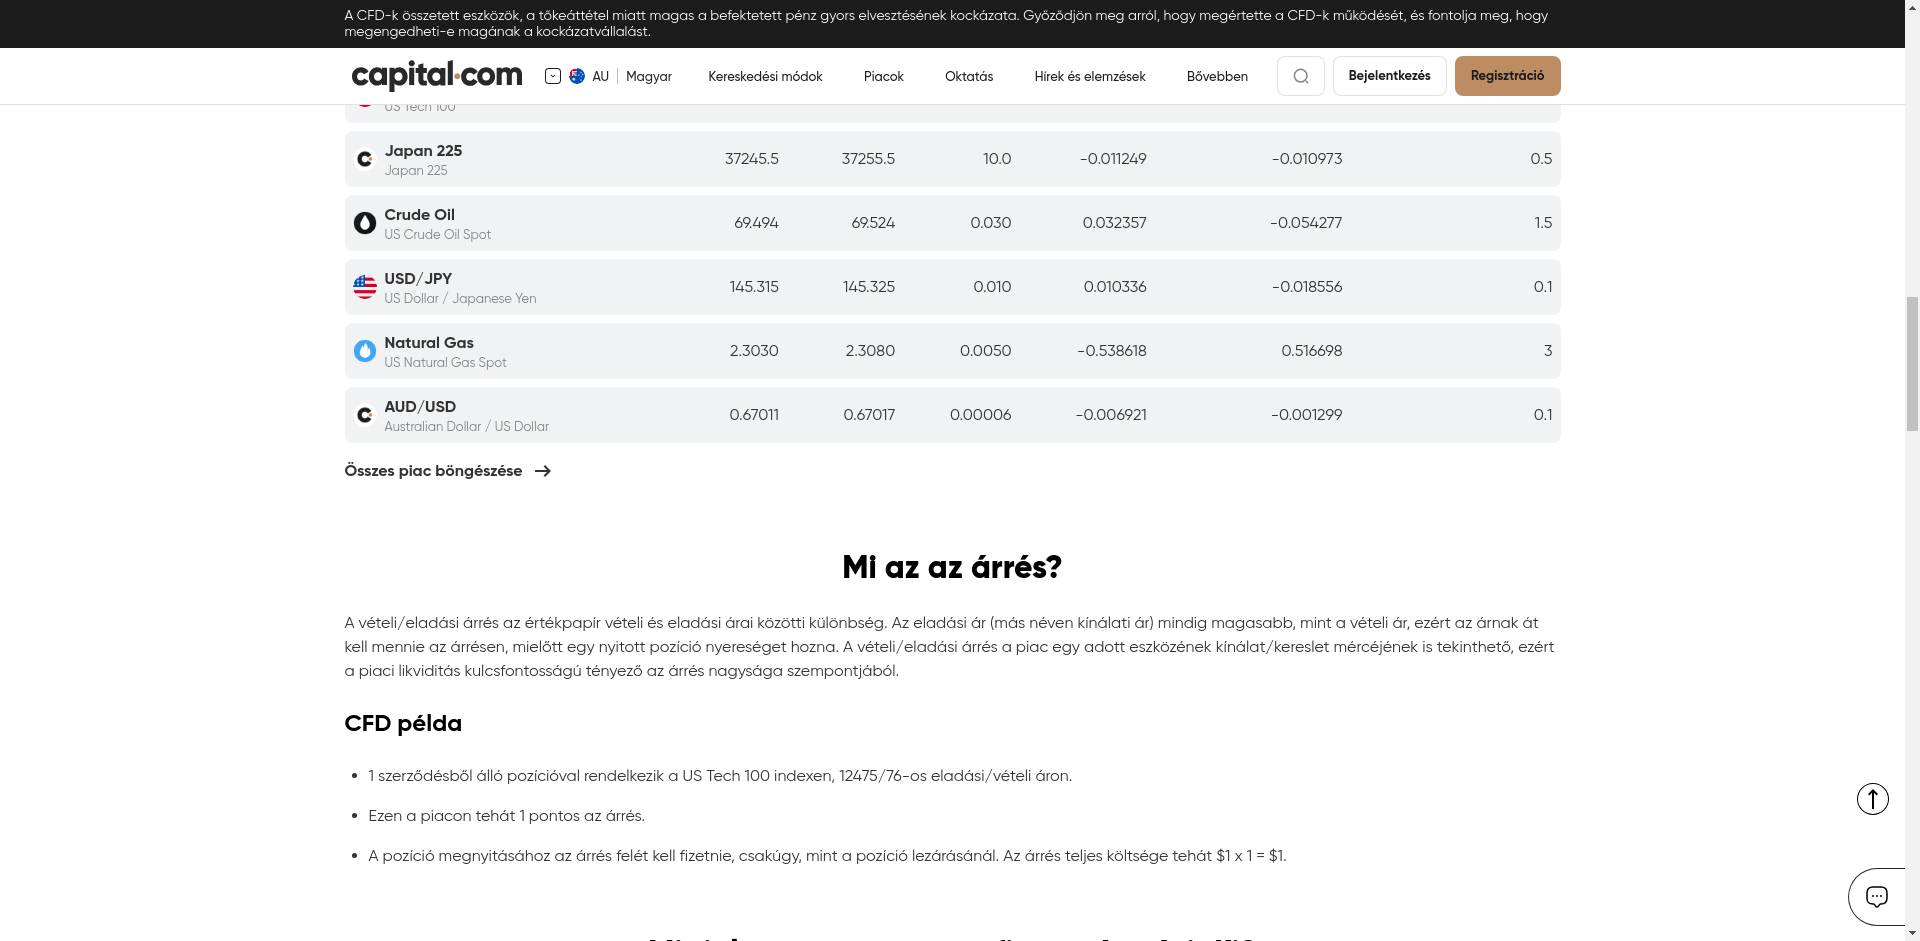 A CFD-k összetett eszközök, a tőkeáttétel miatt magas a befektetett pénz gyors elvesztésének kockázata. Győződjön meg arról, hogy megértette a CFD-k működését, és fontolja meg, hogy
megengedheti-e magának a kockázatvállalást.
capital.com AU Magyar Kereskedési módok Piacok Oktatás Hírek és elemzések Bővebben Bejelentkezés Regisztráció
US Tech 100
Japan 225
Japan 225
37245.5 37255.5 10.0 -0.011249 -0.010973 0.5
Crude Oil
US Crude Oil Spot
69.494 69.524 0.030 0.032357 -0.054277 1.5
USD/JPY
US Dollar / Japanese Yen
145.315 145.325 0.010 0.010336 -0.018556 0.1
Natural Gas
US Natural Gas Spot
2.3030 2.3080 0.0050 -0.538618 0.516698 3
AUD/USD
Australian Dollar / US Dollar
0.67011 0.67017 0.00006 -0.006921 -0.001299 0.1
Összes piac böngészése
Mi az az árrés?
A vételi/eladási árrés az értékpapír vételi és eladási árai közötti különbség. Az eladási ár (más néven kínálati ár) mindig magasabb, mint a vételi ár, ezért az árnak át
kell mennie az árrésen, mielőtt egy nyitott pozíció nyereséget hozna. A vételi/eladási árrés a piac egy adott eszközének kínálat/kereslet mércéjének is tekinthető, ezért
a piaci likviditás kulcsfontosságú tényező az árrés nagysága szempontjából.
CFD példa
1 szerződésből álló pozícióval rendelkezik a US Tech 100 indexen, 12475/76-os eladási/vételi áron.
Ezen a piacon tehát 1 pontos az árrés.
A pozíció megnyitásához az árrés felét kell fizetnie, csakúgy, mint a pozíció lezárásánál. Az árrés teljes költsége tehát $1 x 1 = $1.